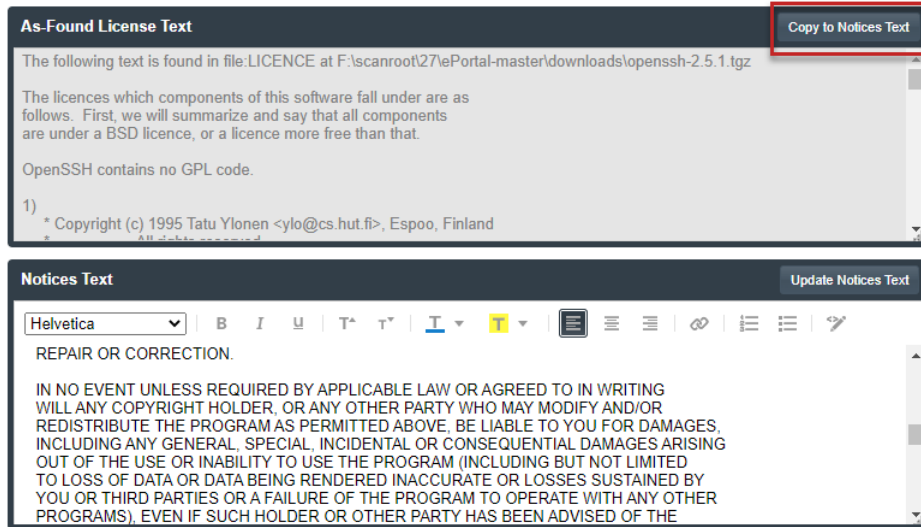 As-Found License Text
Copy to Notices Text
The following text is found in file:LICENCE at F:\scanroot\27\ePortal-master\downloads\openssh-2.5.1.tgz
The licences which components of this software fall under are as
follows. First, we will summarize and say that all components
are under a BSD licence, or a licence more free than that.
OpenSSH contains no GPL code.
1)
* Copyright (c) 1995 Tatu Ylonen <ylo@cs.hut.fi>, Espoo, Finland
* All rights reserved
Notices Text
Update Notices Text
Helvetica
B I U T T T T
REPAIR OR CORRECTION.
IN NO EVENT UNLESS REQUIRED BY APPLICABLE LAW OR AGREED TO IN WRITING
WILL ANY COPYRIGHT HOLDER, OR ANY OTHER PARTY WHO MAY MODIFY AND/OR
REDISTRIBUTE THE PROGRAM AS PERMITTED ABOVE, BE LIABLE TO YOU FOR DAMAGES,
INCLUDING ANY GENERAL, SPECIAL, INCIDENTAL OR CONSEQUENTIAL DAMAGES ARISING
OUT OF THE USE OR INABILITY TO USE THE PROGRAM (INCLUDING BUT NOT LIMITED
TO LOSS OF DATA OR DATA BEING RENDERED INACCURATE OR LOSSES SUSTAINED BY
YOU OR THIRD PARTIES OR A FAILURE OF THE PROGRAM TO OPERATE WITH ANY OTHER
PROGRAMS), EVEN IF SUCH HOLDER OR OTHER PARTY HAS BEEN ADVISED OF THE